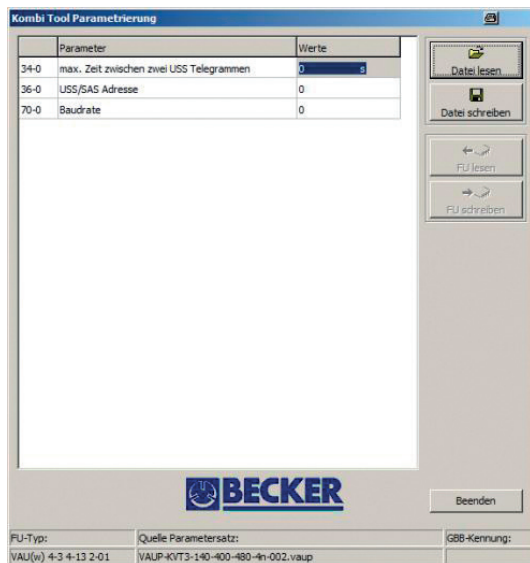 Kombi Tool Parametrierung
Parameter Werte
34-0 max. Zeit zwischen zwei USS Telegrammen 0 s
36-0 USS/SAS Adresse 0
70-0 Baudrate 0
Datei lesen
Datei schreiben
FU lesen
FU schreiben
BECKER
Beenden
FU-Typ: Quelle Parametersatz: GBB-Kennung:
VAU(w) 4-3 4-13 2-01 VAUP-KVT3-140-400-480-4n-002.vaup